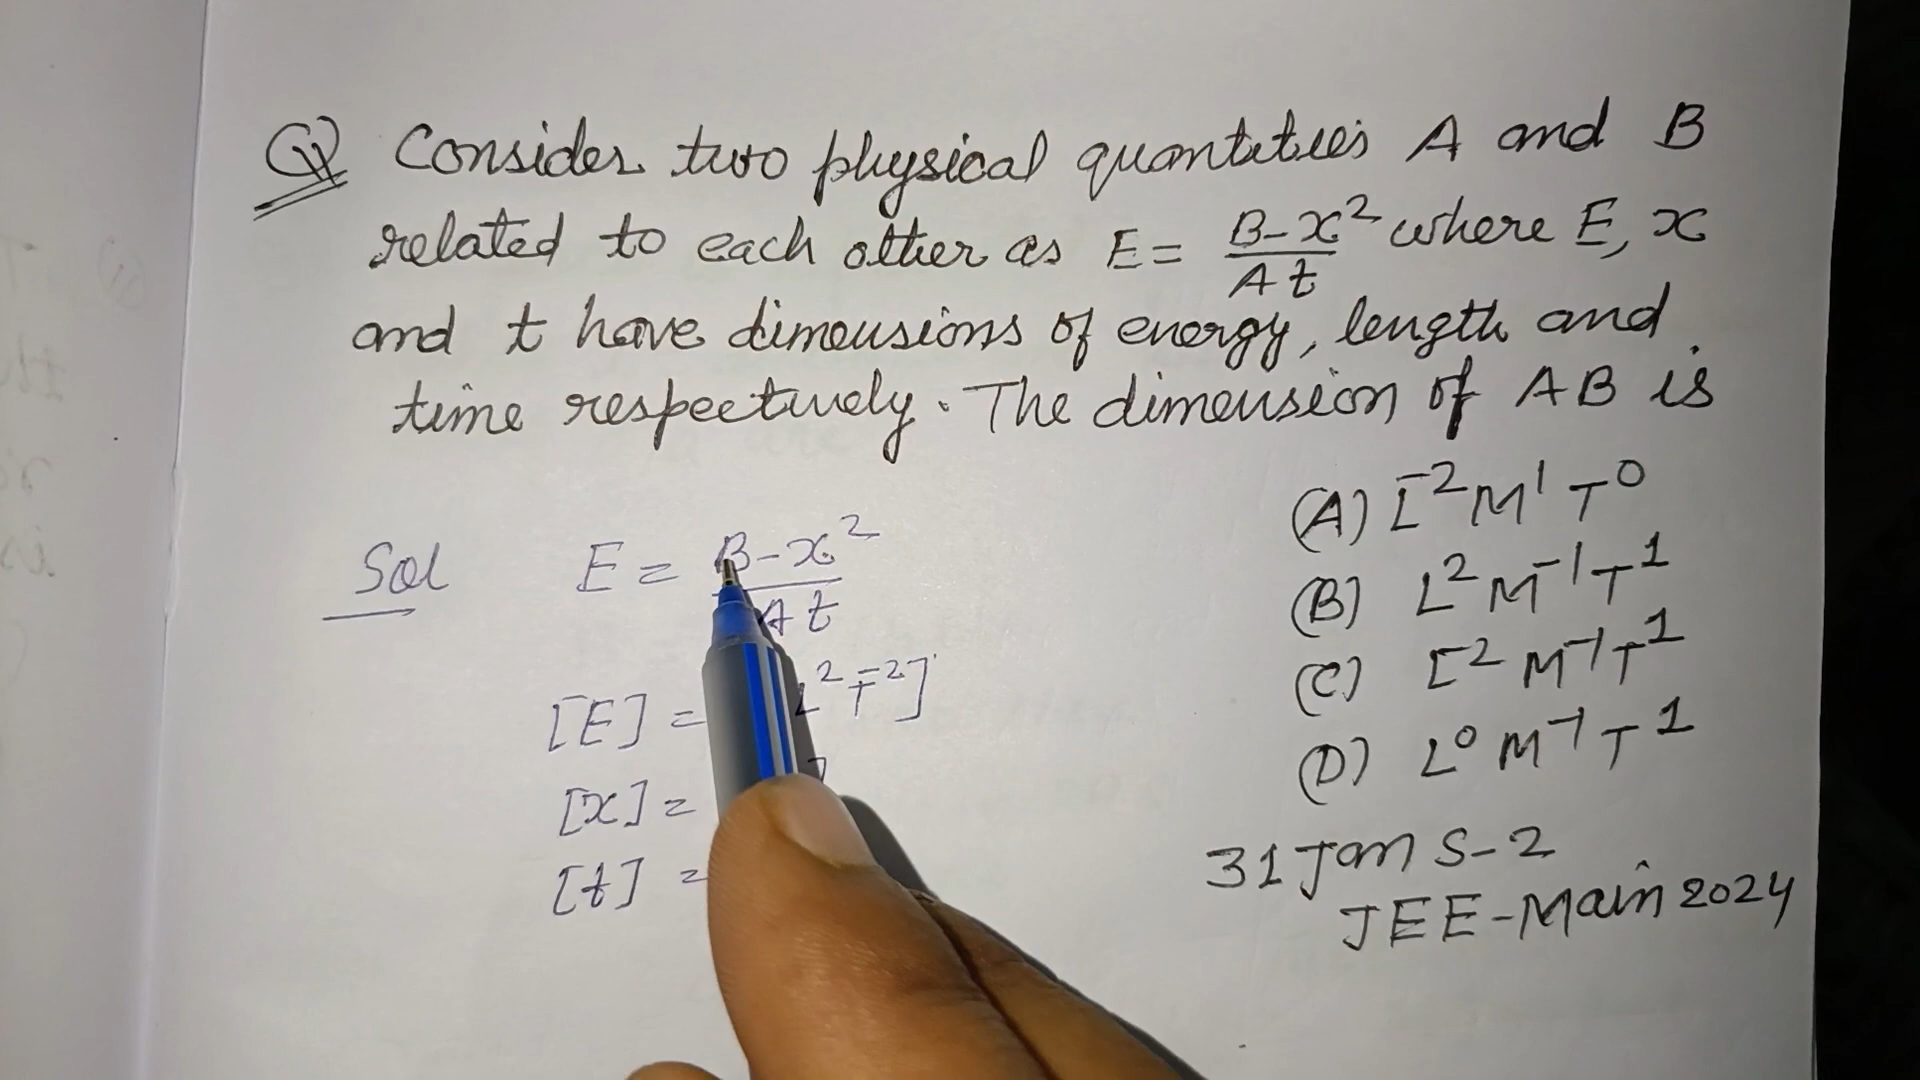 Q Consider two physical quantities A and B
related to each other as E = B-x²/At where E, x
and t have dimensions of energy, length and
time respectively. The dimension of AB is
(A) L⁻²M¹T⁰
(B) L²M⁻¹T¹
(C) L⁻²M⁻¹T¹
(D) L⁰M⁻¹T¹
31 Jan S-2
JEE-Main 2024
Sol E = B-x²/At
[E] = L²T⁻²]
[x] = ]
[t] =